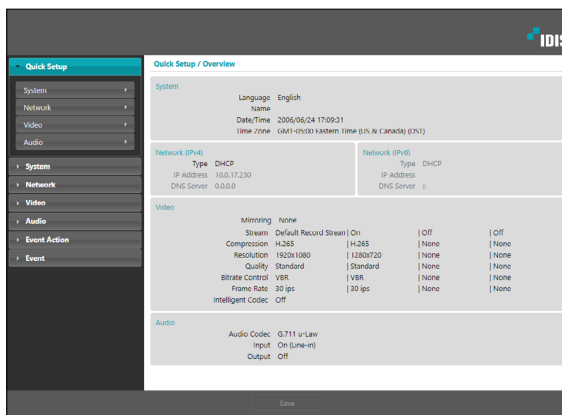 IDIS
Quick Setup
System
Network
Video
Audio
System
Network
Video
Audio
Event Action
Event
Quick Setup / Overview
System
Language English
Name
Date/Time 2006/06/24 17:09:31
Time Zone GMT-05:00 Eastern Time (US & Canada) (DST)
Network (IPv4)
Type DHCP
IP Address 10.0.17.230
DNS Server 0.0.0.0
Network (IPv6)
Type DHCP
IP Address
DNS Server ::
Video
Mirroring None
Stream Default Record Stream | On | Off | Off
Compression H.265 | H.265 | None | None
Resolution 1920x1080 | 1280x720 | None | None
Quality Standard | Standard | None | None
Bitrate Control VBR | VBR | None | None
Frame Rate 30 ips | 30 ips | None | None
Intelligent Codec Off
Audio
Audio Codec G.711 u-Law
Input On (Line-in)
Output Off
Save